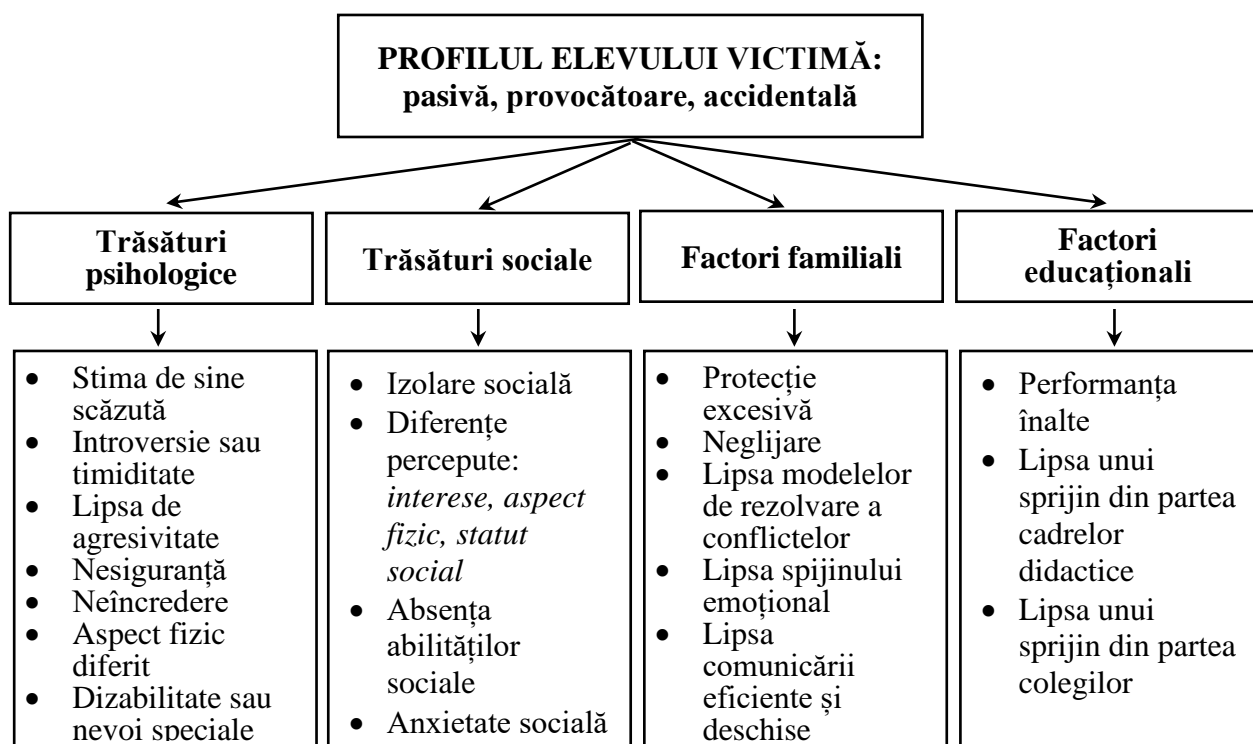 PROFILUL ELEVULUI VICTIMĂ:
pasivă, provocătoare, accidentală
Trăsături
psihologice
Trăsături sociale
Factori familiali
Factori
educaționali
• Stima de sine
scăzută
• Introversie sau
timiditate
• Lipsa de
agresivitate
• Nesiguranță
• Neîncredere
• Aspect fizic
diferit
• Dizabilitate sau
nevoi speciale
• Izolare socială
• Diferențe
percepute:
interese, aspect
fizic, statut
social
• Absența
abilităților
sociale
• Anxietate socială
• Protecție
excesivă
• Neglijare
• Lipsa modelelor
de rezolvare a
conflictelor
• Lipsa spijinului
emoțional
• Lipsa
comunicării
eficiente și
deschise
• Performanța
înalte
• Lipsa unui
sprijin din partea
cadrelor
didactice
• Lipsa unui
sprijin din partea
colegilor